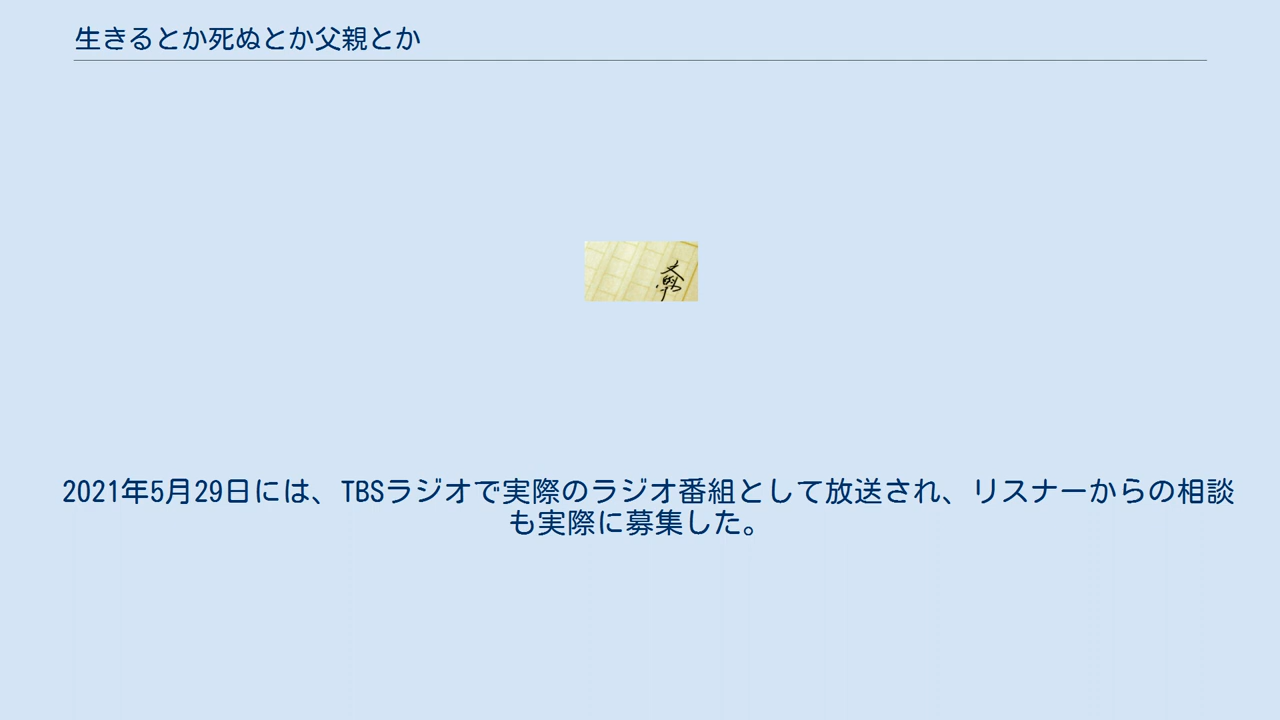 生きるとか死ぬとか父親とか
2021年5月29日には、TBSラジオで実際のラジオ番組として放送され、リスナーからの相談
も実際に募集した。